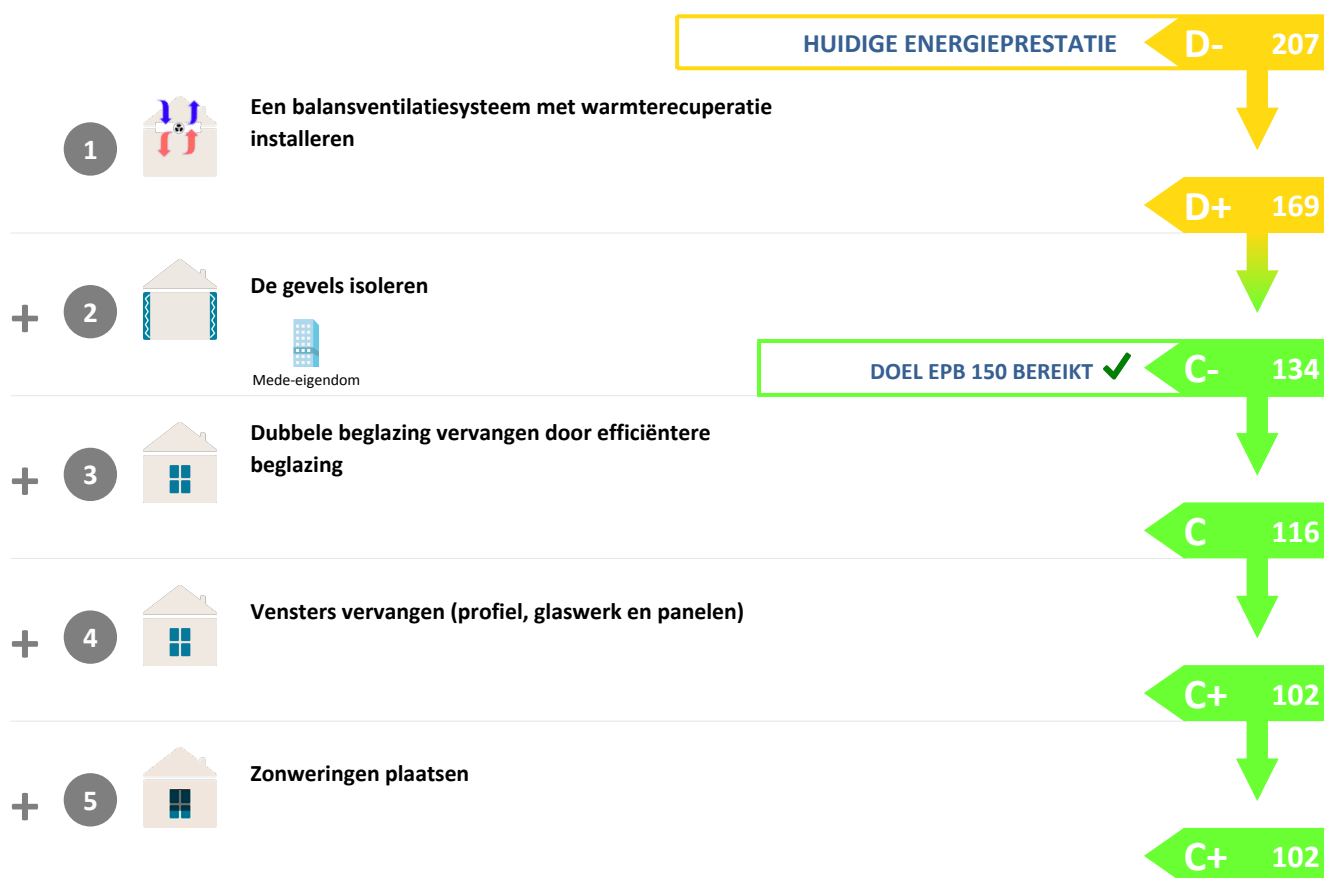 HUIDIGE ENERGIEPRESTATIE D- 207
1 Een balansventilatiesysteem met warmterecuperatie
installeren
D+ 169
+ 2 De gevels isoleren
Mede-eigendom
DOEL EPB 150 BEREIKT ✔ C- 134
+ 3 Dubbele beglazing vervangen door efficiëntere
beglazing
C 116
+ 4 Vensters vervangen (profiel, glaswerk en panelen)
C+ 102
+ 5 Zonweringen plaatsen
C+ 102